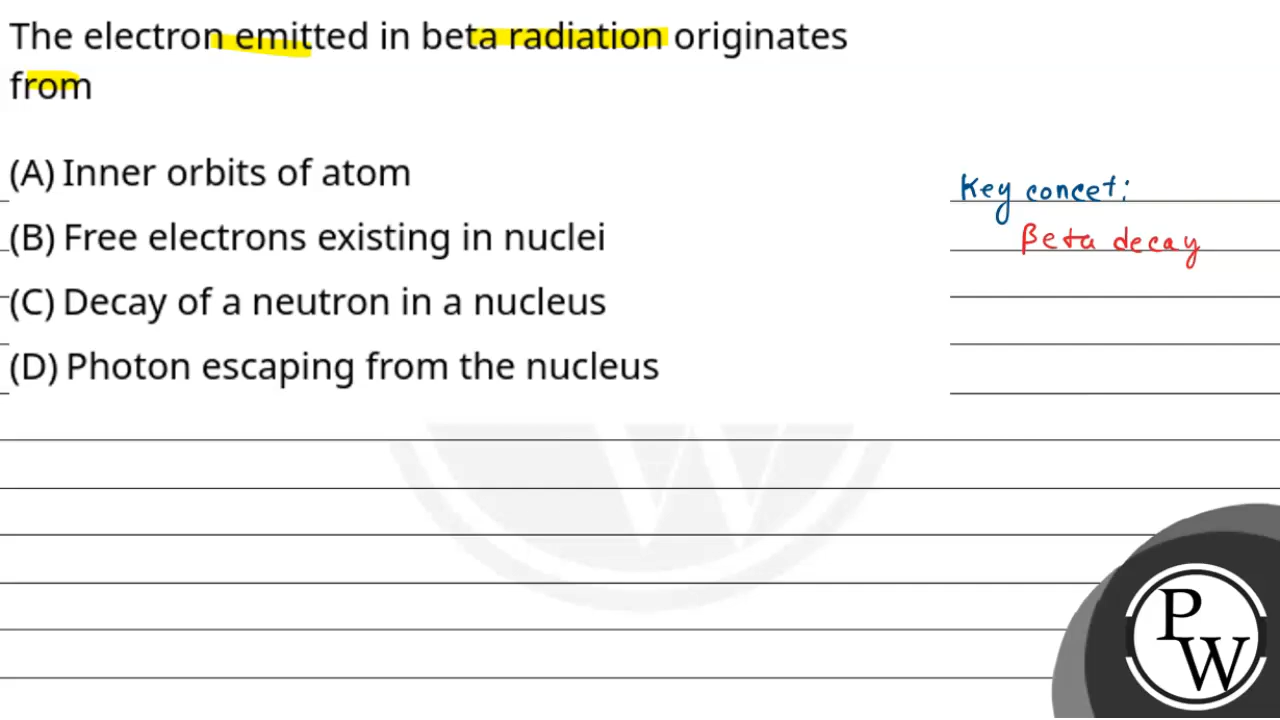 The electron emitted in beta radiation originates
from
(A) Inner orbits of atom
(B) Free electrons existing in nuclei
(C) Decay of a neutron in a nucleus
(D) Photon escaping from the nucleus
Key concet:
Beta decay
PW